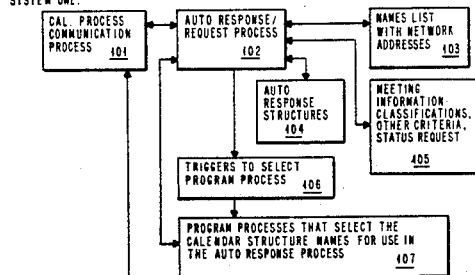 SYSTEM ONE:
CAL. PROCESS
COMMUNICATION
PROCESS
101
AUTO RESPONSE/
REQUEST PROCESS
102
NAMES LIST
WITH NETWORK
ADDRESSES
103
AUTO
RESPONSE
STRUCTURES
104
MEETING
INFORMATION
CLASSIFICATIONS,
OTHER CRITERIA,
STATUS REQUEST
105
TRIGGERS TO SELECT
PROGRAM PROCESS
106
PROGRAM PROCESSES THAT SELECT THE
CALENDAR STRUCTURE NAMES FOR USE IN
THE AUTO RESPONSE PROCESS
107